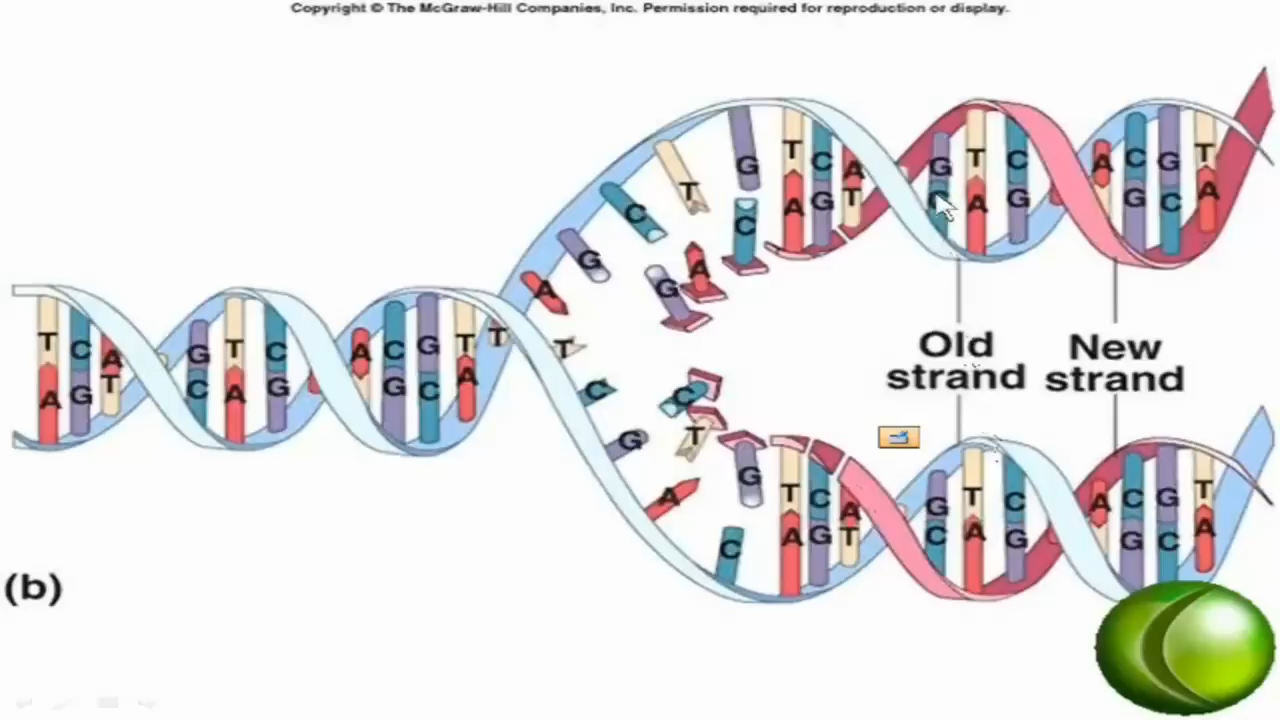 Copyright © The McGraw-Hill Companies, Inc. Permission required for reproduction or display.
T C A G T C A C G T
A G T C A G G C A
A G C T G
G A C
T C A G T C A C G T T
A G T C A G G C A
T C G A C
C T G
Old strand
New strand
T C A G T C A C G T
A G T C A G G C A
(b)